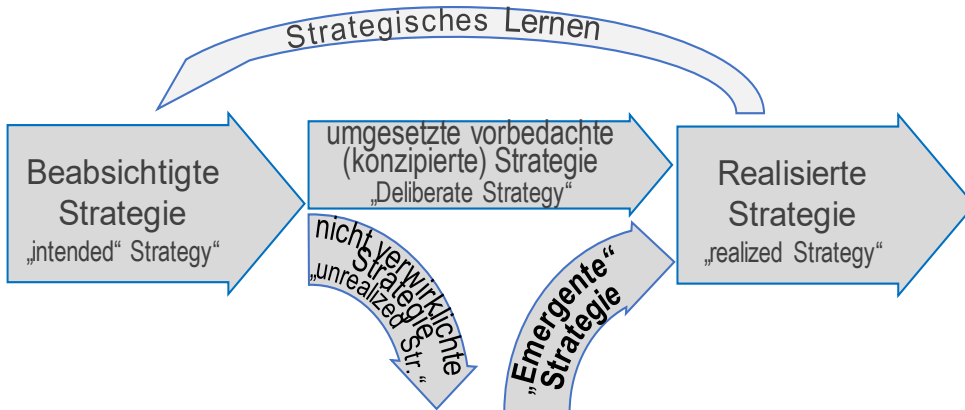 Strategisches Lernen
Beabsichtigte
Strategie
„intended“ Strategy“
umgesetzte vorbedachte
(konzipierte) Strategie
„Deliberate Strategy“
nicht verwirklichte
Strategie
„unrealized Str. “
„Emergente“
Strategie
Realisierte
Strategie
„realized Strategy“